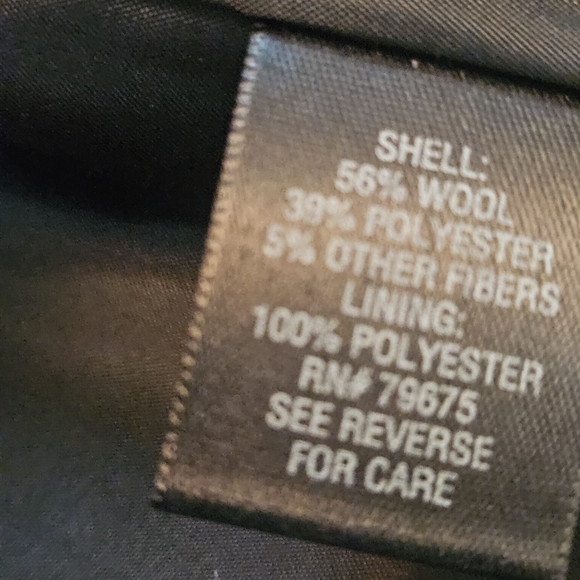 SHELL:
56% WOOL
39% POLYESTER
5% OTHER FIBERS
LINING:
100% POLYESTER
RN# 79675
SEE REVERSE
FOR CARE